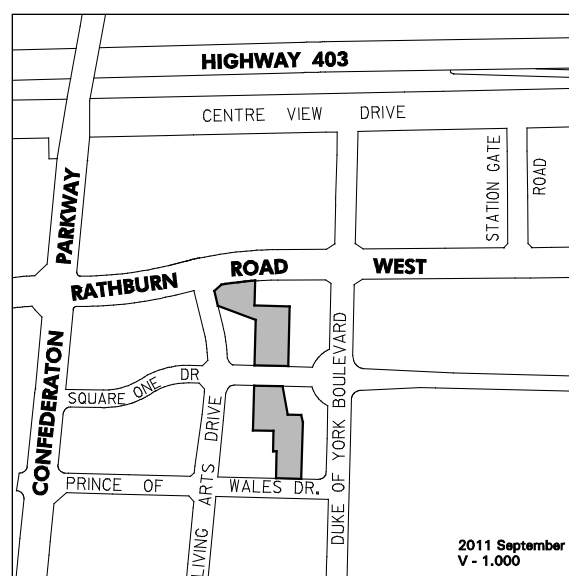 HIGHWAY 403
CENTRE VIEW DRIVE
STATION GATE
ROAD
PARKWAY
ROAD WEST
RATHBURN
CONFEDERATON
SQUARE ONE DR
LIVING ARTS DRIVE
DUKE OF YORK BOULEVARD
PRINCE OF WALES DR.
2011 September
V - 1.000